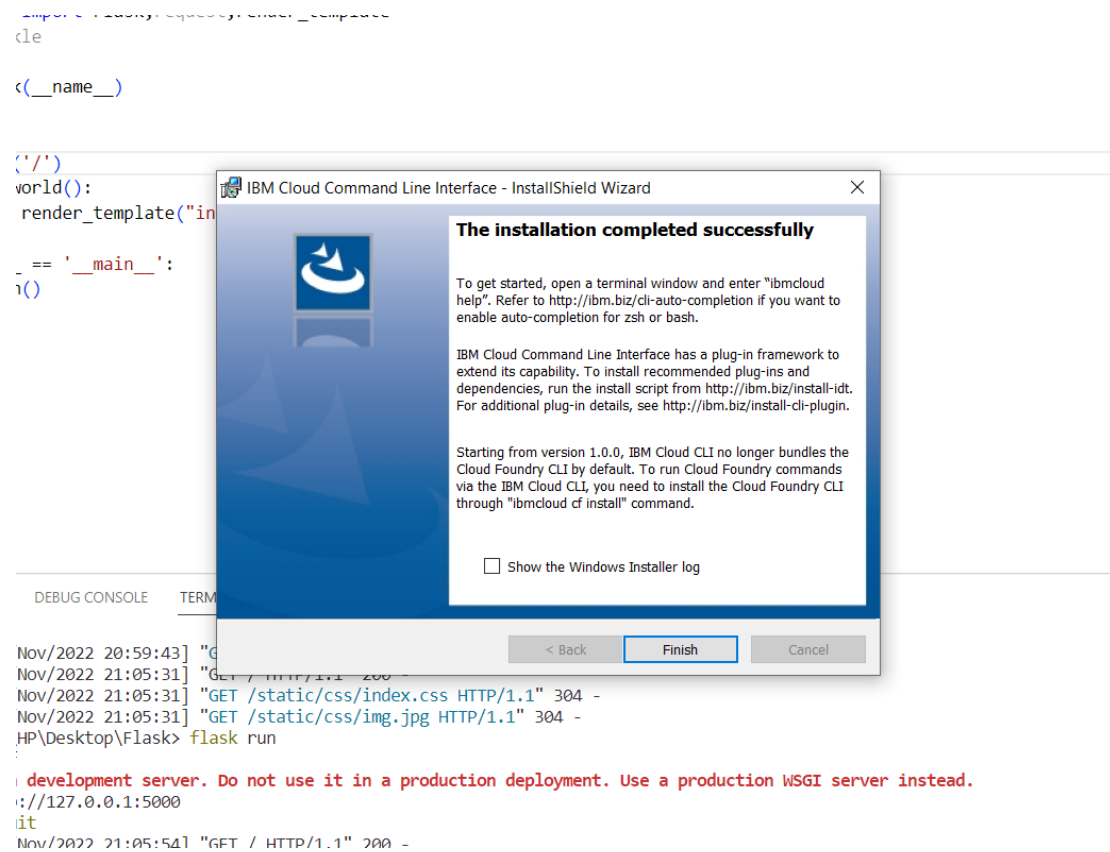 import Flask,request,render_template
kle
k(__name__)
('/')
world():
render_template("in
_ == '__main__':
n()
IBM Cloud Command Line Interface - InstallShield Wizard
The installation completed successfully
To get started, open a terminal window and enter “ibmcloud
help”. Refer to http://ibm.biz/cli-auto-completion if you want to
enable auto-completion for zsh or bash.
IBM Cloud Command Line Interface has a plug-in framework to
extend its capability. To install recommended plug-ins and
dependencies, run the install script from http://ibm.biz/install-idt.
For additional plug-in details, see http://ibm.biz/install-cli-plugin.
Starting from version 1.0.0, IBM Cloud CLI no longer bundles the
Cloud Foundry CLI by default. To run Cloud Foundry commands
via the IBM Cloud CLI, you need to install the Cloud Foundry CLI
through "ibmcloud cf install" command.
Show the Windows Installer log
< Back Finish Cancel
DEBUG CONSOLE TERM
Nov/2022 20:59:43] "G
Nov/2022 21:05:31] "GET / HTTP/1.1" 200 -
Nov/2022 21:05:31] "GET /static/css/index.css HTTP/1.1" 304 -
Nov/2022 21:05:31] "GET /static/css/img.jpg HTTP/1.1" 304 -
HP\Desktop\Flask> flask run
development server. Do not use it in a production deployment. Use a production WSGI server instead.
://127.0.0.1:5000
it
Nov/2022 21:05:54] "GET / HTTP/1.1" 200 -